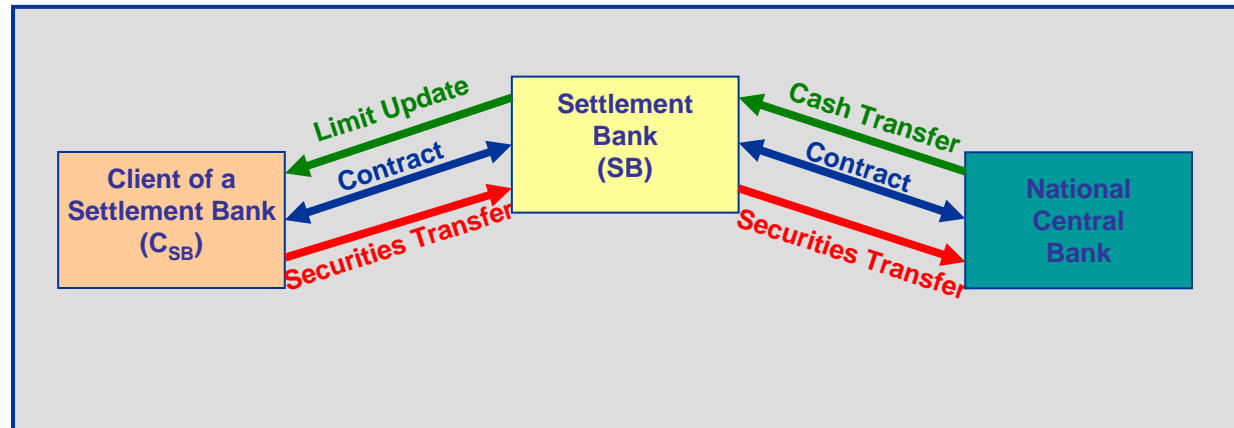 Limit Update
Contract
Securities Transfer
Client of a
Settlement Bank
(C_SB)
Settlement
Bank
(SB)
Cash Transfer
Contract
Securities Transfer
National
Central
Bank